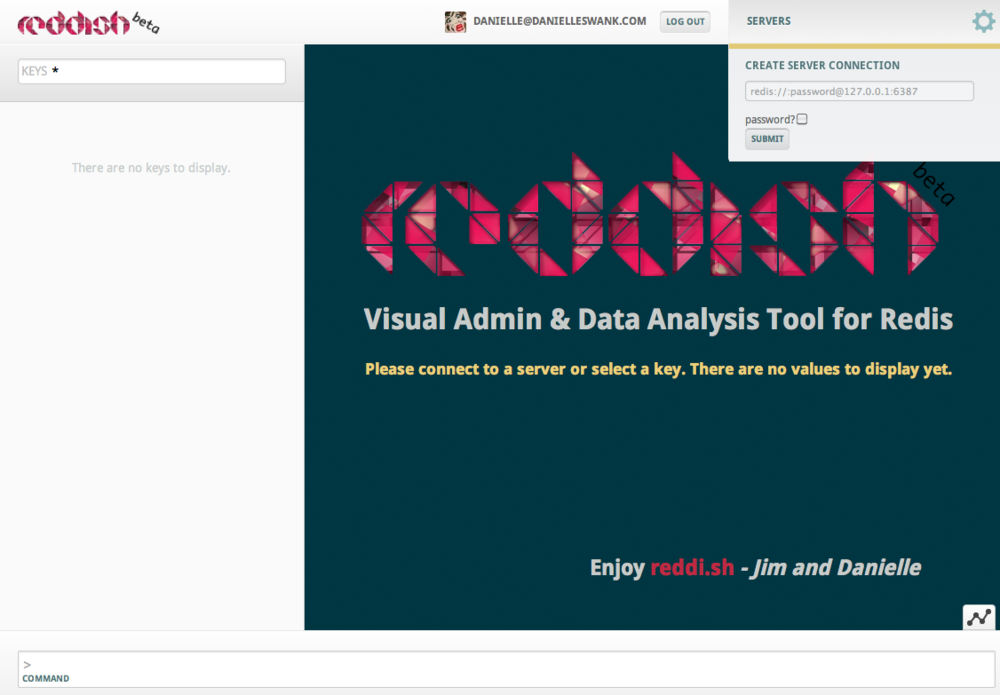 reddish beta
DANIELLE@DANIELLESWANK.COM
LOG OUT
SERVERS
KEYS *
CREATE SERVER CONNECTION
redis://:password@127.0.0.1:6387
password?
SUBMIT
There are no keys to display.
reddish beta
Visual Admin & Data Analysis Tool for Redis
Please connect to a server or select a key. There are no values to display yet.
Enjoy reddi.sh - Jim and Danielle
>
COMMAND